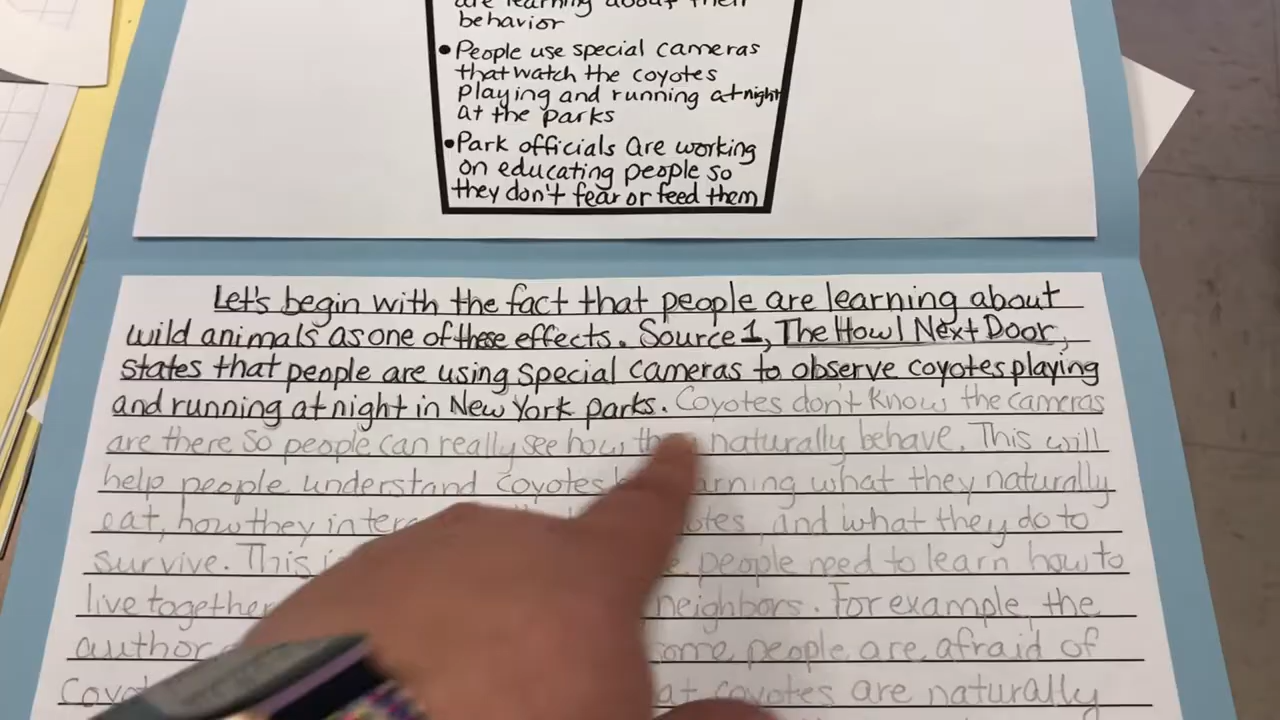 are learning about their
behavior
•People use special cameras
that watch the coyotes
playing and running at night
at the parks
•Park officials are working
on educating people so
they don't fear or feed them
Let's begin with the fact that people are learning about
wild animals as one of these effects. Source 1, The Howl Next Door,
states that people are using special cameras to observe coyotes playing
and running at night in New York parks. Coyotes don't know the cameras
are there so people can really see how they naturally behave. This will
help people understand coyotes learning what they naturally
eat, how they and what they do to
survive. This people need to learn how to
live together neighbors. For example, the
author some people are afraid of
coyotes are naturally